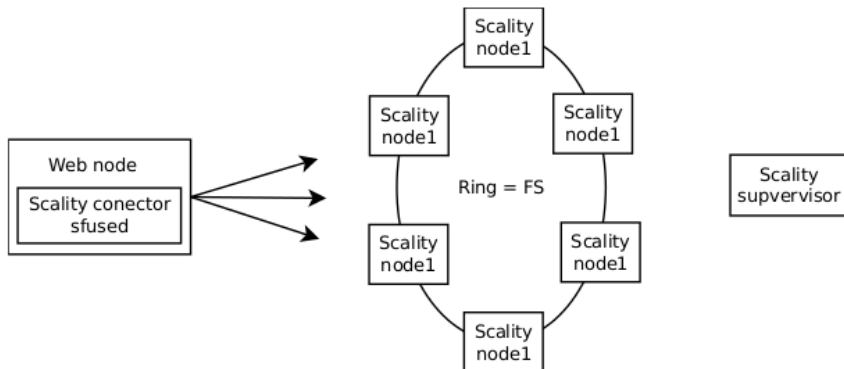 Scality
node1
Scality
node1
Scality
node1
Web node
Scality conector
sfused
Ring = FS
Scality
supvervisor
Scality
node1
Scality
node1
Scality
node1